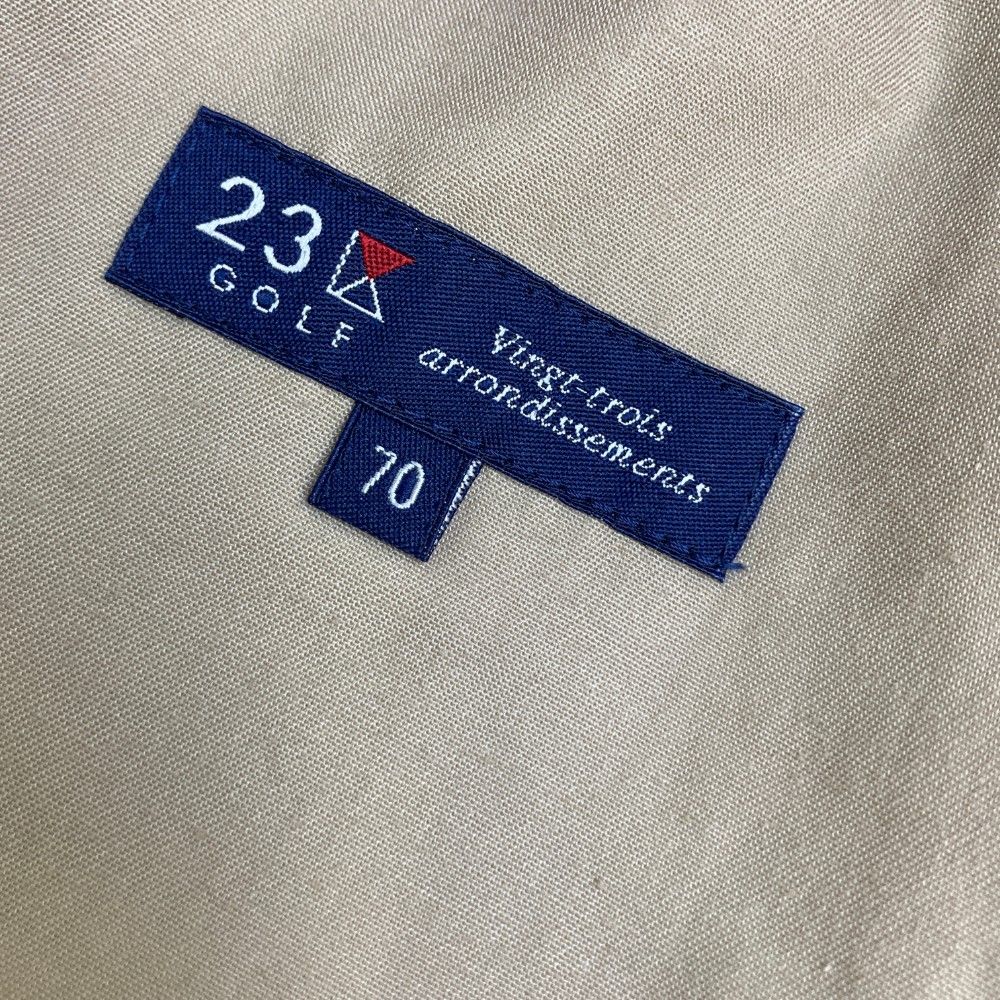 23
GOLF
Vingt-trois
arrondissements
70